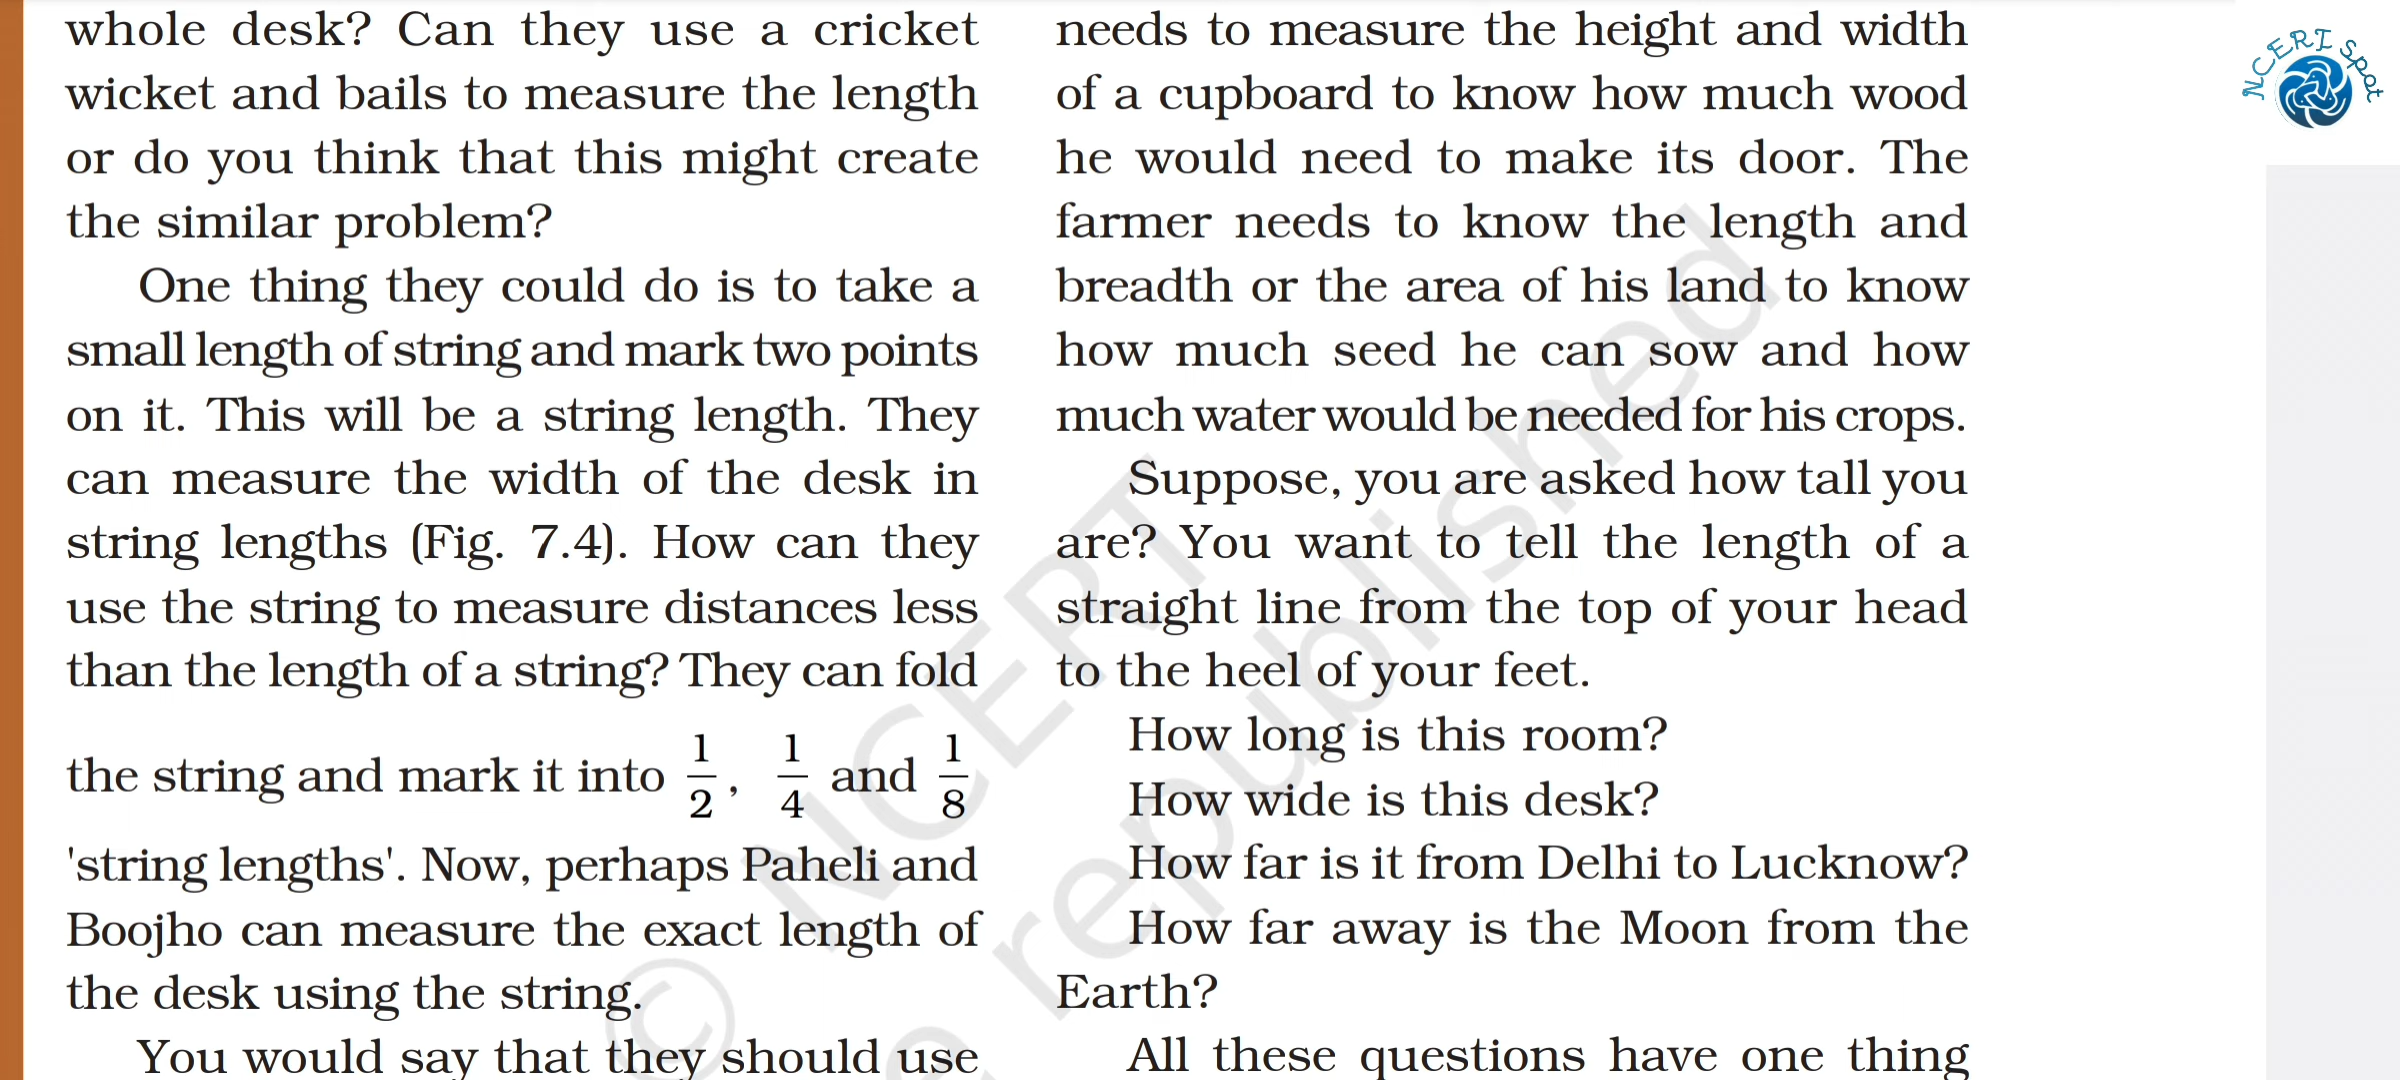 whole desk? Can they use a cricket
wicket and bails to measure the length
or do you think that this might create
the similar problem?
One thing they could do is to take a
small length of string and mark two points
on it. This will be a string length. They
can measure the width of the desk in
string lengths (Fig. 7.4). How can they
use the string to measure distances less
than the length of a string? They can fold
the string and mark it into 1/2, 1/4 and 1/8
'string lengths'. Now, perhaps Paheli and
Boojho can measure the exact length of
the desk using the string.
You would say that they should use
needs to measure the height and width
of a cupboard to know how much wood
he would need to make its door. The
farmer needs to know the length and
breadth or the area of his land to know
how much seed he can sow and how
much water would be needed for his crops.
Suppose, you are asked how tall you
are? You want to tell the length of a
straight line from the top of your head
to the heel of your feet.
How long is this room?
How wide is this desk?
How far is it from Delhi to Lucknow?
How far away is the Moon from the
Earth?
All these questions have one thing
© NCERT
republished
NCERT Spot